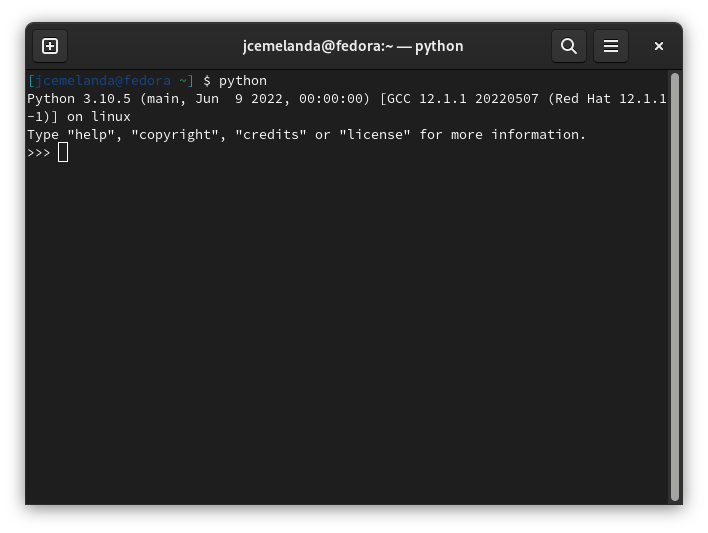 jcemelanda@fedora:~ — python
[jcemelanda@fedora ~] $ python
Python 3.10.5 (main, Jun  9 2022, 00:00:00) [GCC 12.1.1 20220507 (Red Hat 12.1.1
-1)] on linux
Type "help", "copyright", "credits" or "license" for more information.
>>>